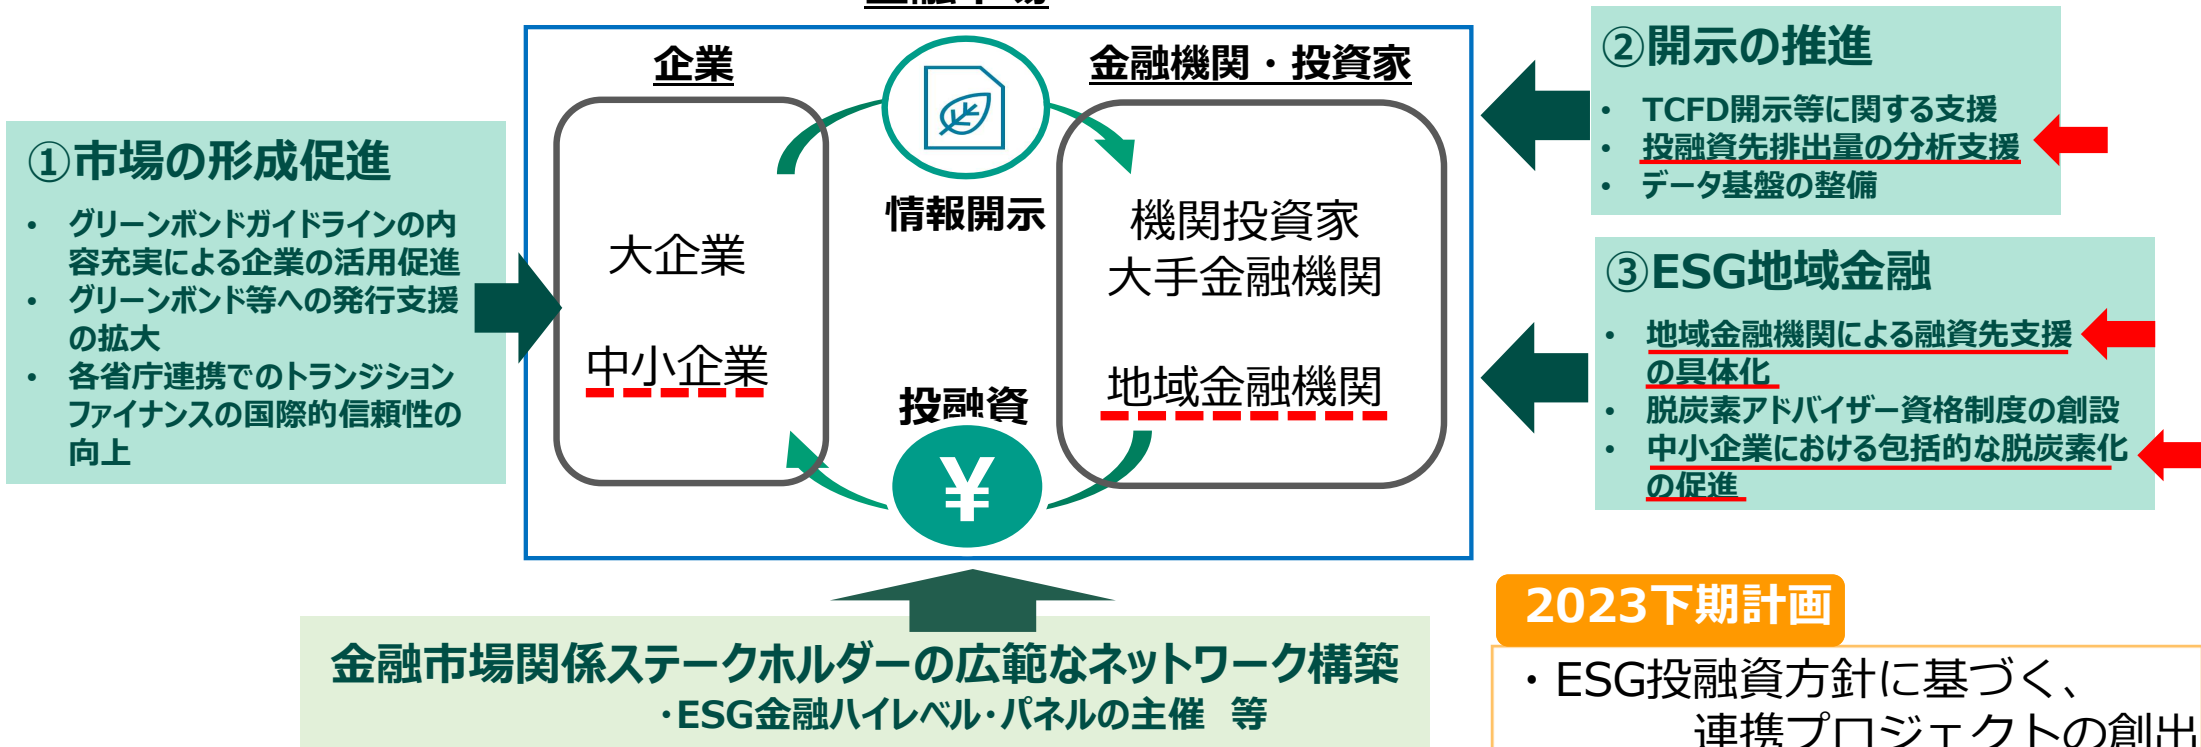 企業
金融機関・投資家
情報開示
大企業
中小企業
機関投資家
大手金融機関
地域金融機関
投融資
¥
①市場の形成促進
• グリーンボンドガイドラインの内
容充実による企業の活用促進
• グリーンボンド等への発行支援
の拡大
• 各省庁連携でのトランジション
ファイナンスの国際的信頼性の
向上
②開示の推進
• TCFD開示等に関する支援
• 投融資先排出量の分析支援
• データ基盤の整備
③ESG地域金融
• 地域金融機関による融資先支援
の具体化
• 脱炭素アドバイザー資格制度の創設
• 中小企業における包括的な脱炭素化
の促進
金融市場関係ステークホルダーの広範なネットワーク構築
・ESG金融ハイレベル・パネルの主催 等
2023下期計画
・ESG投融資方針に基づく、
連携プロジェクトの創出